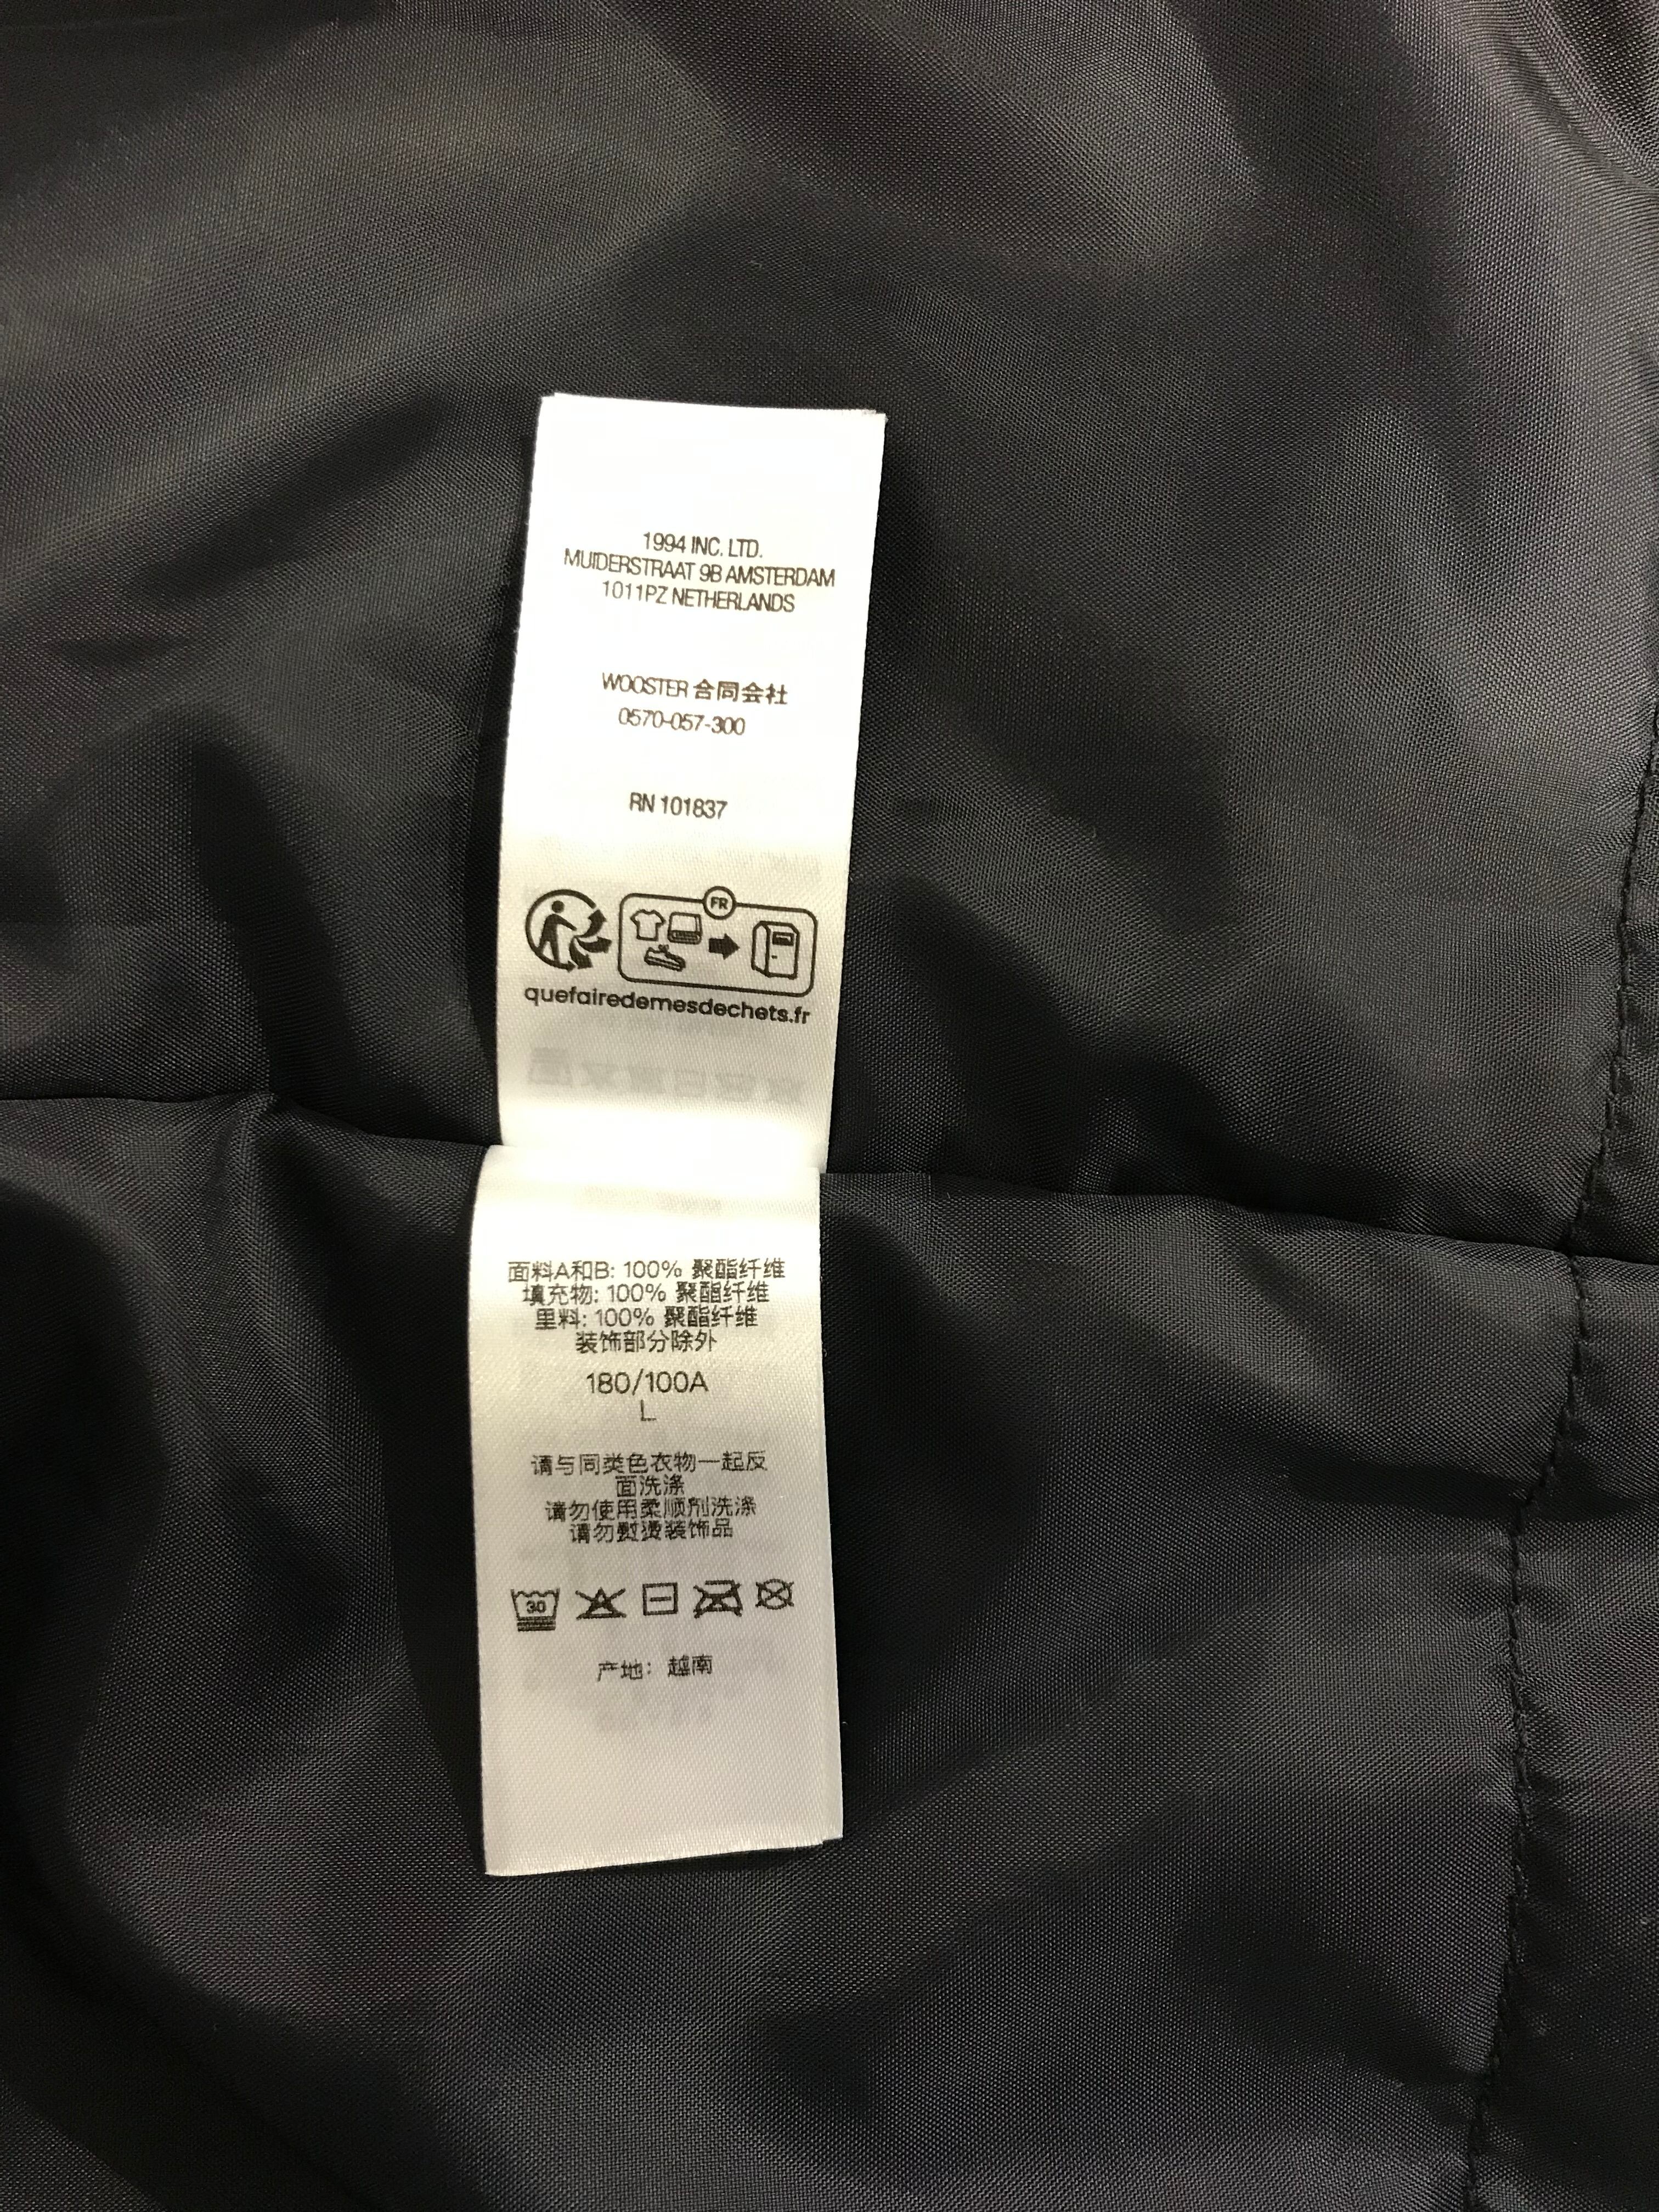 1994 INC. LTD.
MUIDERSTRAAT 9B AMSTERDAM
1011PZ NETHERLANDS
WOOSTER 合同会社
0570-057-300
RN 101837
FR
quefairedemesdechets.fr
面料A和B: 100% 聚酯纤维
填充物: 100% 聚酯纤维
里料: 100% 聚酯纤维
装饰部分除外
180/100A
L
请与同类色衣物一起反
面洗涤
请勿使用柔顺剂洗涤
请勿熨烫装饰品
30
产地: 越南